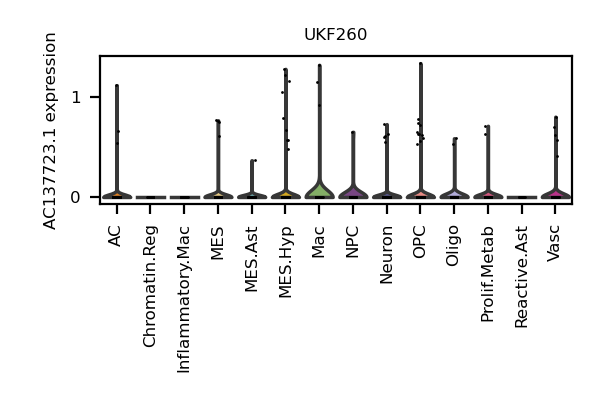 UKF260
AC137723.1 expression
1
0
AC
Chromatin.Reg
Inflammatory.Mac
MES
MES.Ast
MES.Hyp
Mac
NPC
Neuron
OPC
Oligo
Prolif.Metab
Reactive.Ast
Vasc